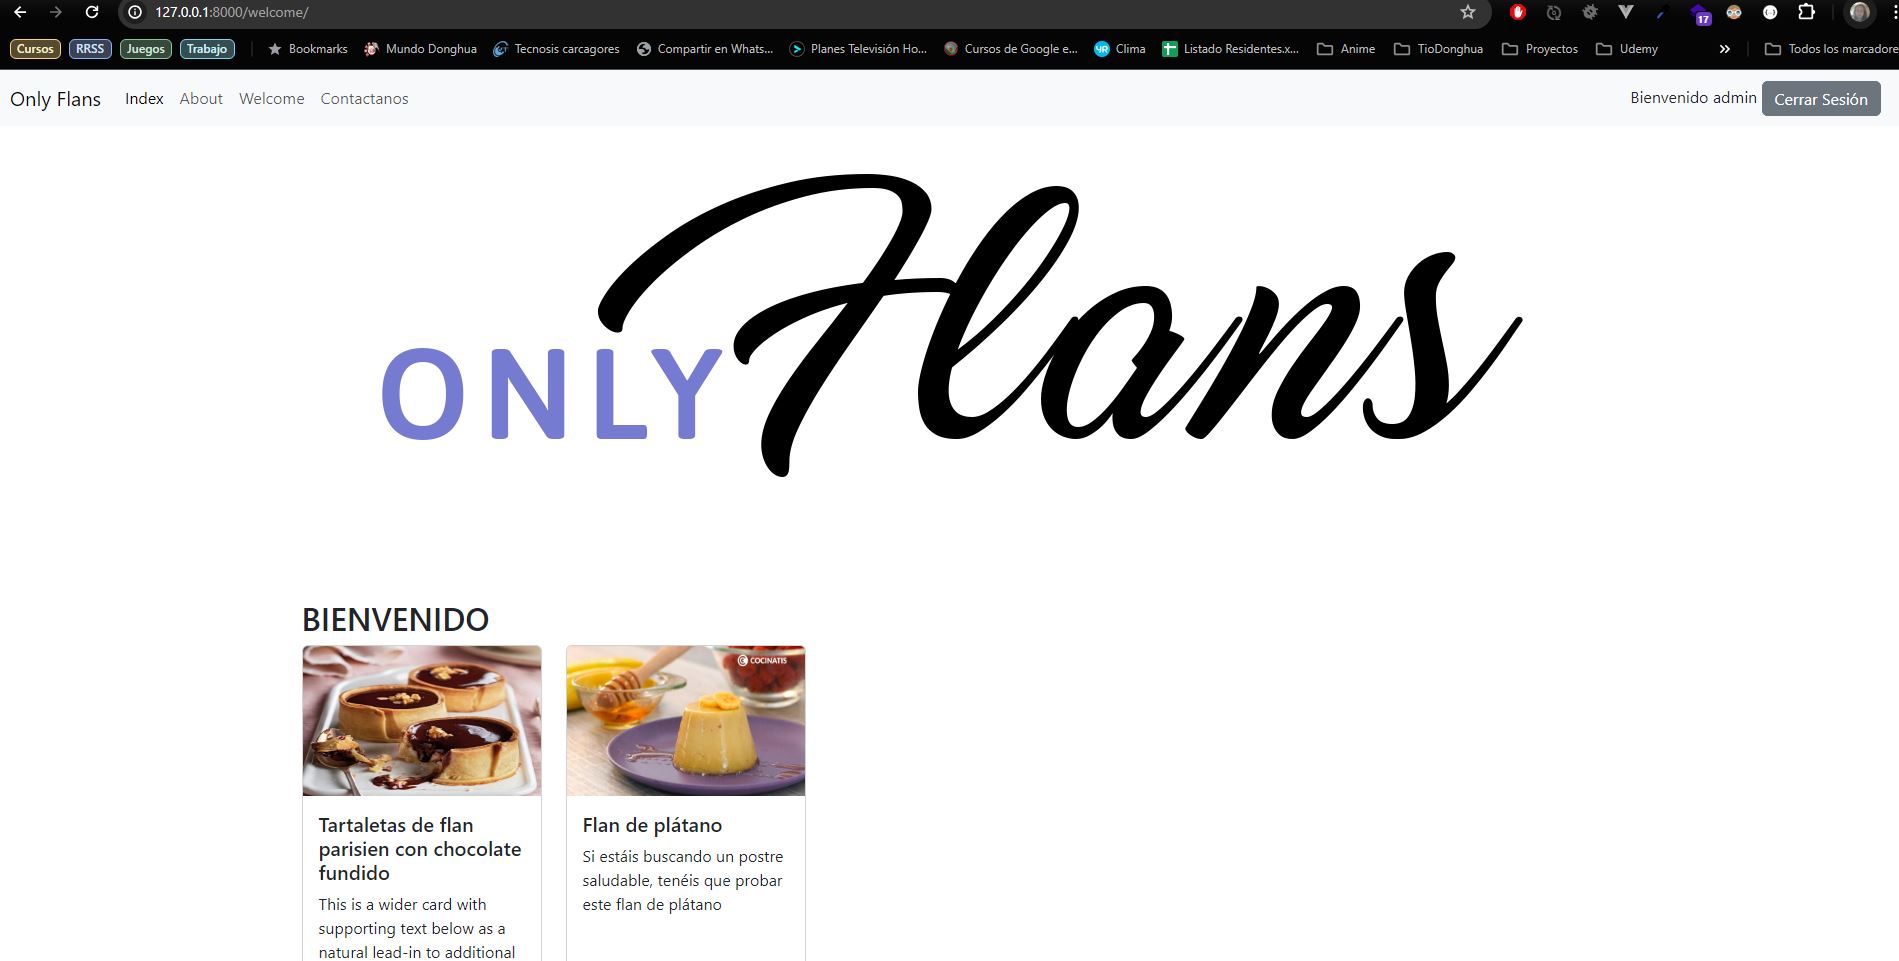 127.0.0.1:8000/welcome/
17
Cursos RRSS Juegos Trabajo Bookmarks Mundo Donghua Tecnosis carcagores Compartir en Whats... Planes Televisión Ho... Cursos de Google e... YR Clima Listado Residentes.x... Anime TioDonghua Proyectos Udemy » Todos los marcadore
Only Flans Index About Welcome Contactanos Bienvenido admin Cerrar Sesión
ONLY Flans
BIENVENIDO
COCINATIS
Tartaletas de flan
parisien con chocolate
fundido
This is a wider card with
supporting text below as a
natural lead-in to additional
Flan de plátano
Si estáis buscando un postre
saludable, tenéis que probar
este flan de plátano